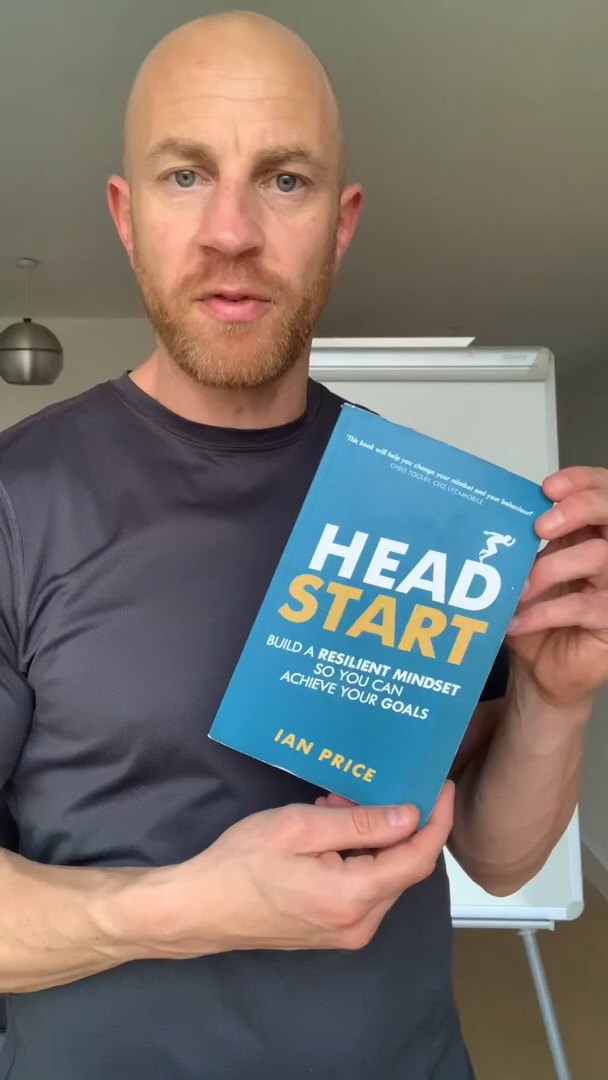 'This book will help you change your mindset and your behaviour!'
CHRIS TOOLEY, CEO, LYCAMOBILE
HEAD
START
BUILD A RESILIENT MINDSET
SO YOU CAN
ACHIEVE YOUR GOALS
IAN PRICE